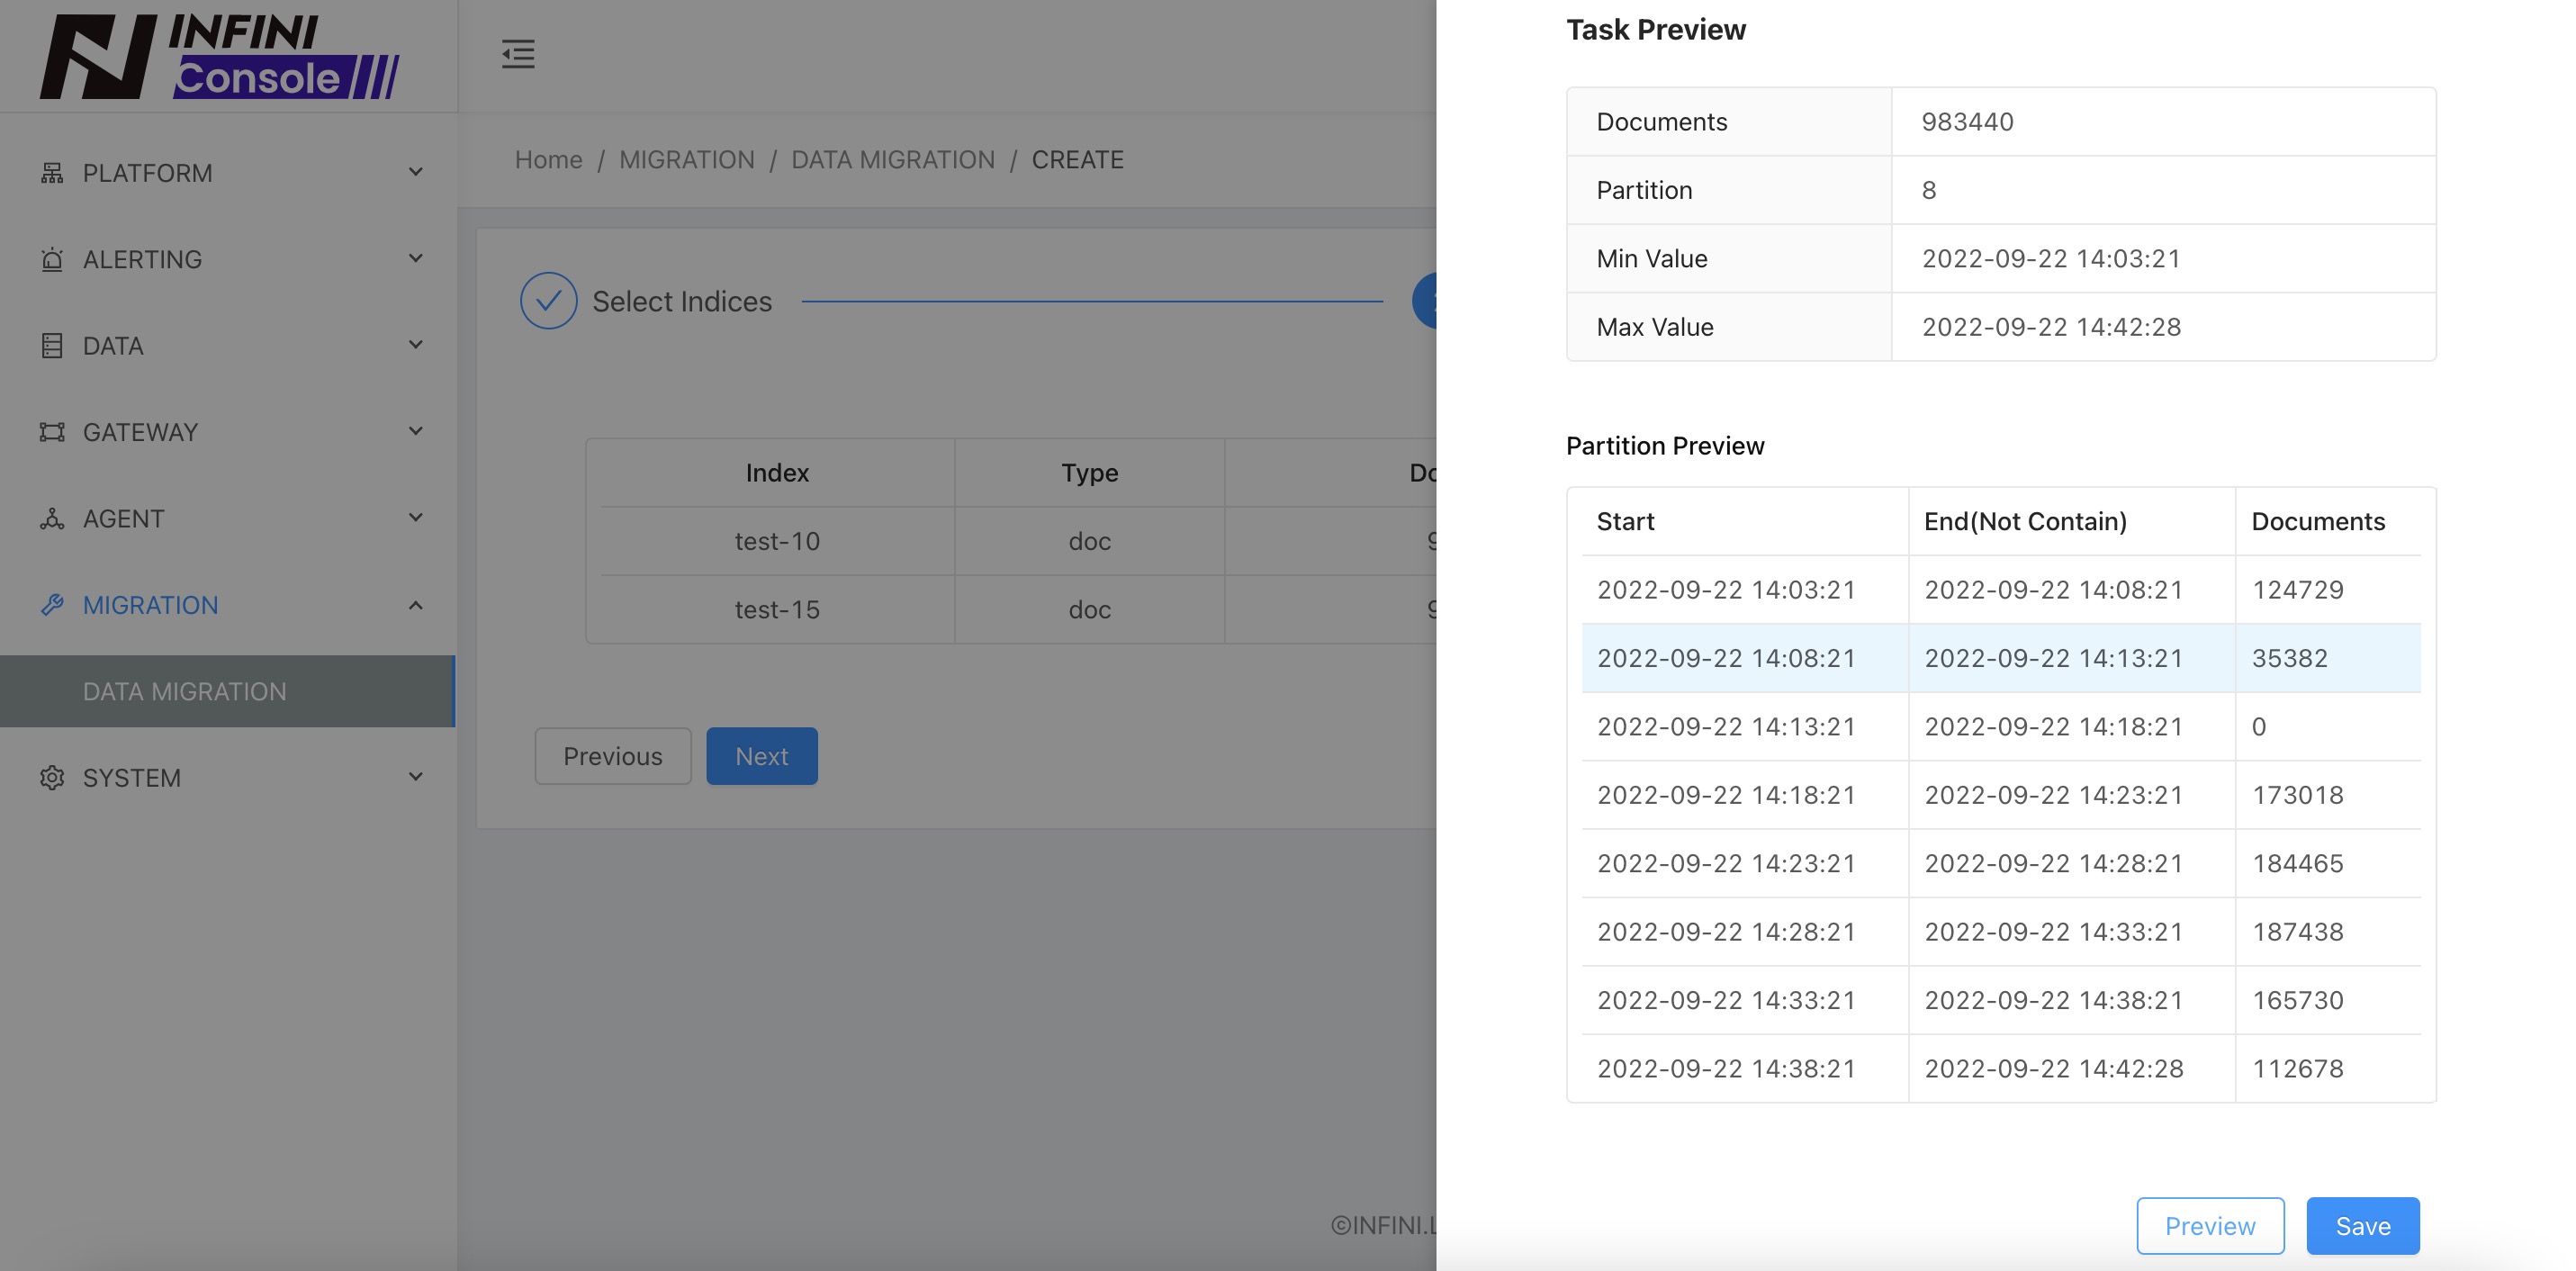 INFINI
Console
PLATFORM
ALERTING
DATA
GATEWAY
AGENT
MIGRATION
DATA MIGRATION
SYSTEM
Home / MIGRATION / DATA MIGRATION / CREATE
Select Indices
Index Type
test-10 doc
test-15 doc
Previous Next
©INFINI.
Task Preview
Documents 983440
Partition 8
Min Value 2022-09-22 14:03:21
Max Value 2022-09-22 14:42:28
Partition Preview
Start End(Not Contain) Documents
2022-09-22 14:03:21 2022-09-22 14:08:21 124729
2022-09-22 14:08:21 2022-09-22 14:13:21 35382
2022-09-22 14:13:21 2022-09-22 14:18:21 0
2022-09-22 14:18:21 2022-09-22 14:23:21 173018
2022-09-22 14:23:21 2022-09-22 14:28:21 184465
2022-09-22 14:28:21 2022-09-22 14:33:21 187438
2022-09-22 14:33:21 2022-09-22 14:38:21 165730
2022-09-22 14:38:21 2022-09-22 14:42:28 112678
Preview Save